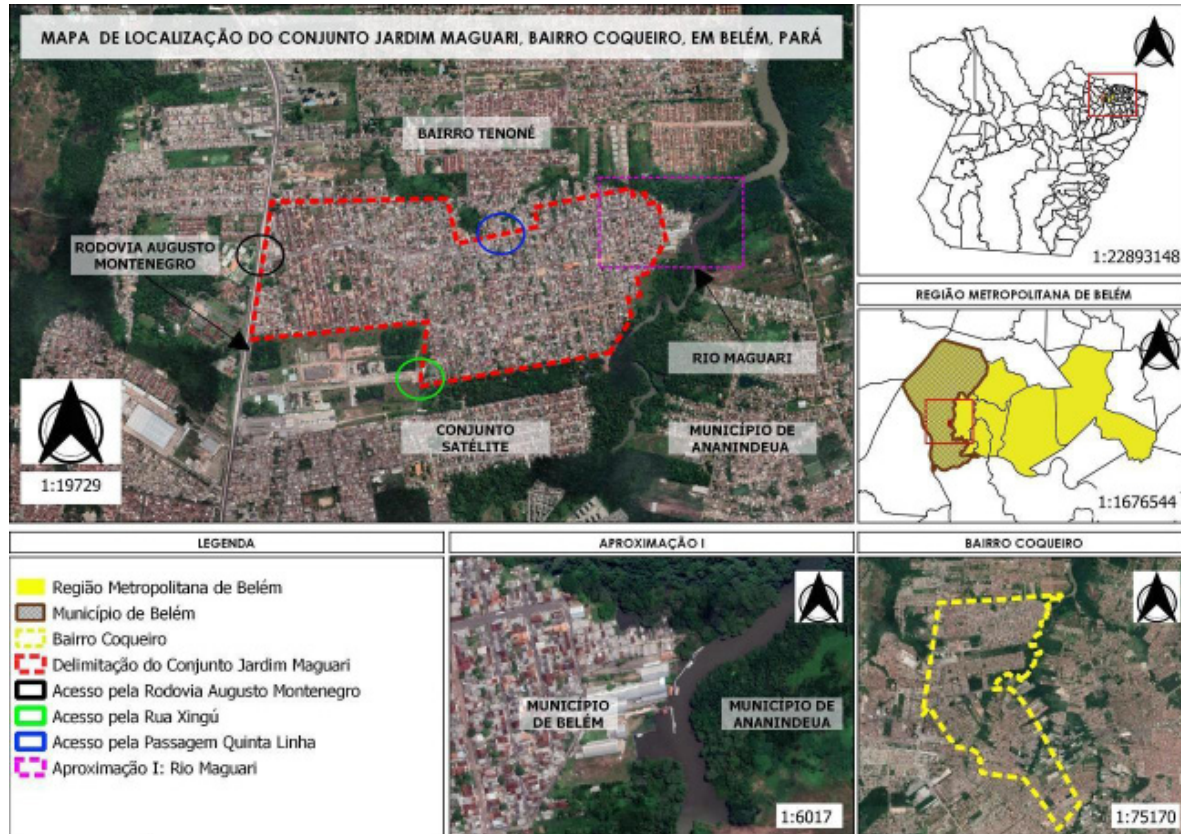 MAPA DE LOCALIZAÇÃO DO CONJUNTO JARDIM MAGUARI, BAIRRO COQUEIRO, EM BELÉM, PARÁ
BAIRRO TENONÉ
RODOVIA AUGUSTO
MONTENEGRO
RIO MAGUARI
CONJUNTO
SATÉLITE
MUNICÍPIO DE
ANANINDEUA
1:19729
1:22893148
REGIÃO METROPOLITANA DE BELÉM
1:1676544
LEGENDA
Região Metropolitana de Belém
Município de Belém
Bairro Coqueiro
Delimitação do Conjunto Jardim Maguari
Acesso pela Rodovia Augusto Montenegro
Acesso pela Rua Xingú
Acesso pela Passagem Quinta Linha
Aproximação I: Rio Maguari
APROXIMAÇÃO I
MUNICÍPIO
DE BELÉM
MUNICÍPIO DE
ANANINDEUA
1:6017
BAIRRO COQUEIRO
1:75170